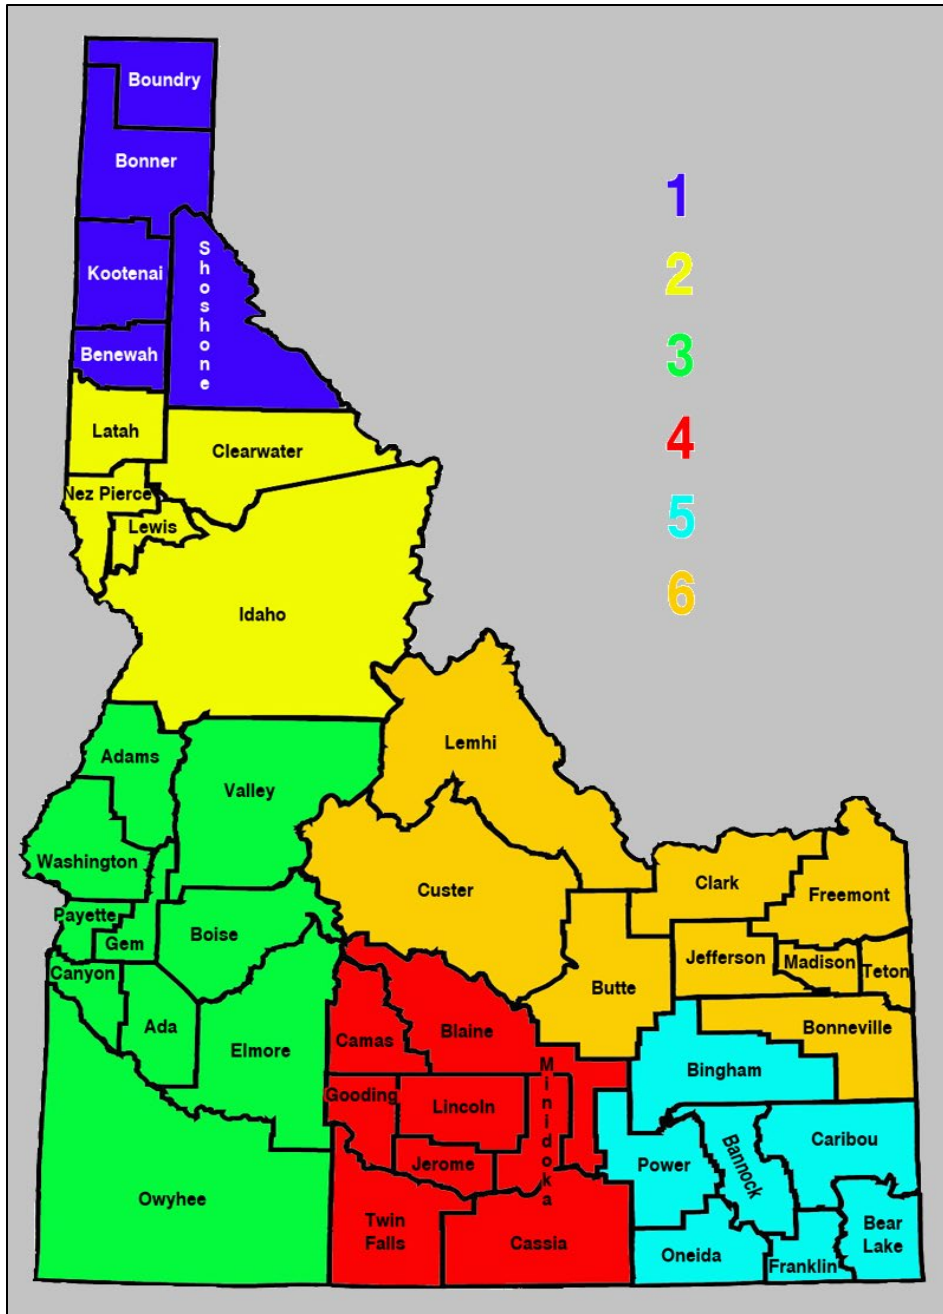 Boundry
Bonner
1
Shoshone
2
Kootenai
Benewah
3
Latah
4
Clearwater
Nez Pierce
Lewis
5
6
Idaho
Lemhi
Adams
Valley
Washington
Custer
Clark
Freemont
Payette
Gem
Boise
Canyon
Jefferson
Madison
Teton
Butte
Ada
Elmore
Camas
Blaine
Bonneville
Minidoka
Bingham
Gooding
Lincoln
Jerome
Power
Bannock
Caribou
Owyhee
Twin
Falls
Cassia
Oneida
Franklin
Bear
Lake